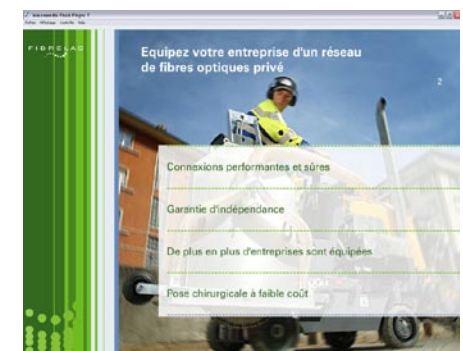 FIBRELAC
Equipez votre entreprise d'un réseau
de fibres optiques privé
2
Connexions performantes et sûres
Garantie d'indépendance
De plus en plus d'entreprises sont équipées
Pose chirurgicale à faible coût